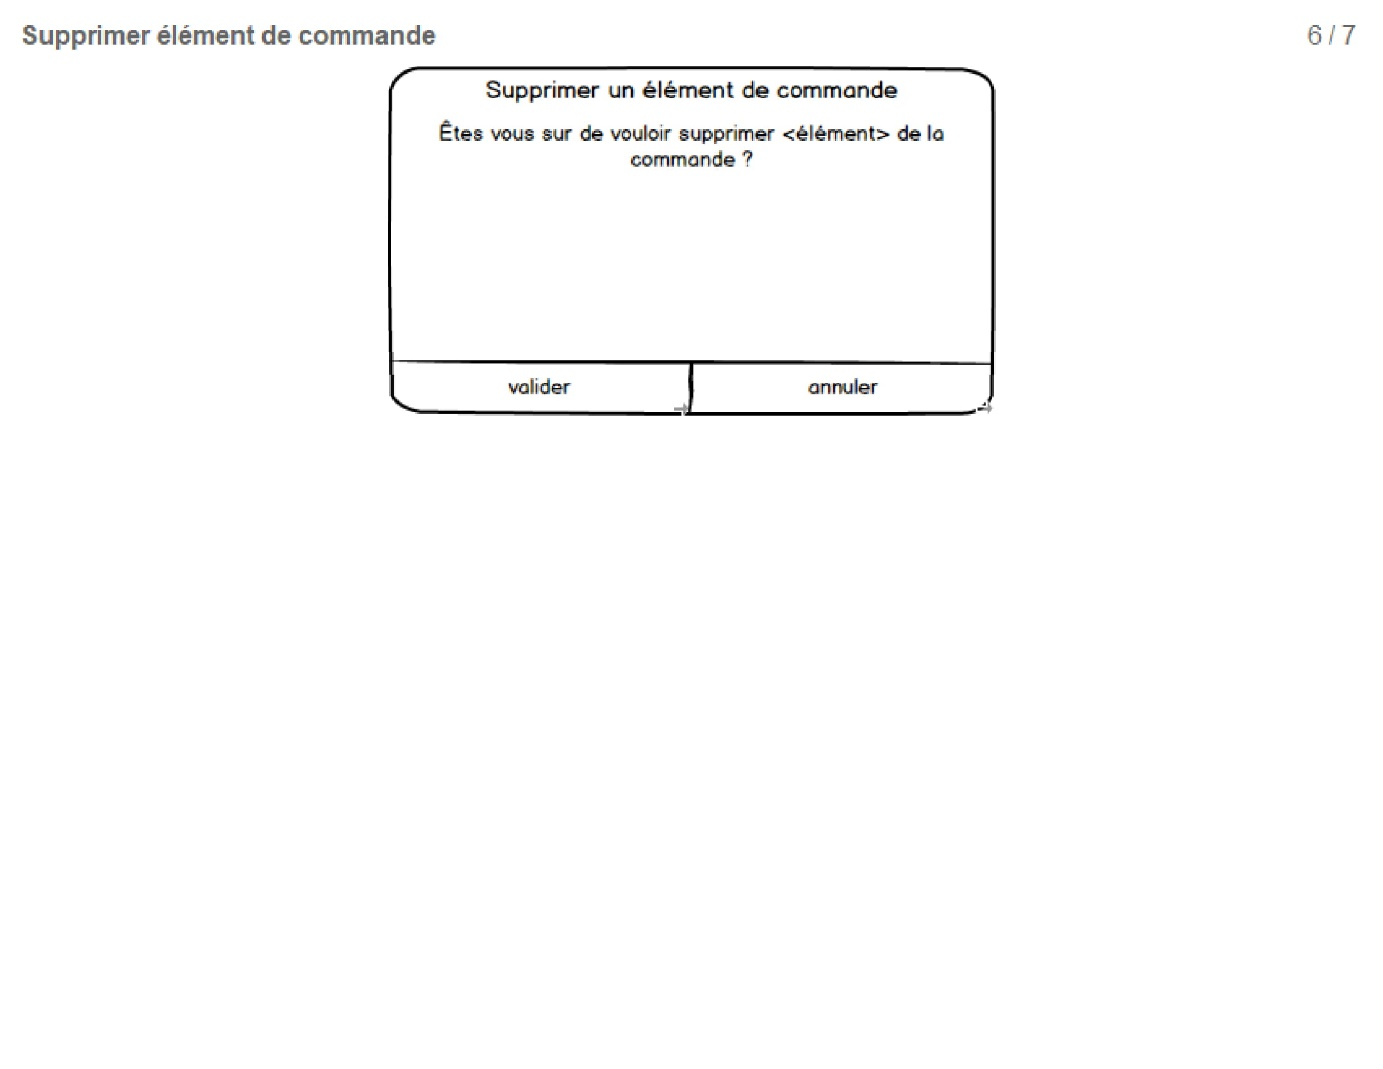 Supprimer élément de commande
6 / 7
Supprimer un élément de commande
Êtes vous sur de vouloir supprimer <élément> de la
commande ?
valider
annuler